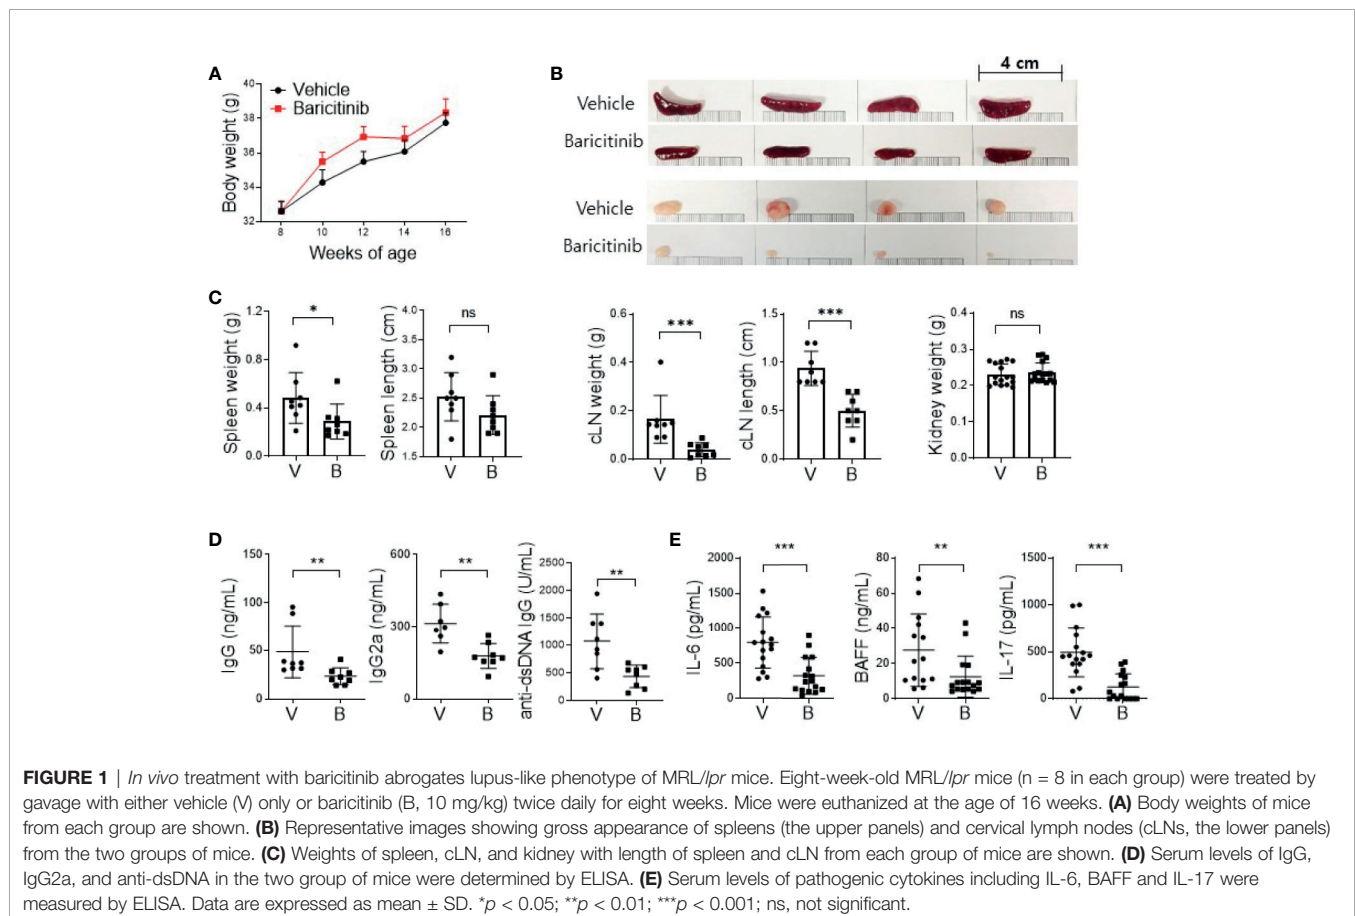 A
40
Vehicle
Baricitinib
38
36
34
32
Body weight (g)
8 10 12 14 16
Weeks of age
B
4 cm
Vehicle
Baricitinib
Vehicle
Baricitinib
C
Spleen weight (g)
1.2
0.8
0.4
0.0
*
V B
Spleen length (cm)
4.0
3.5
3.0
2.5
2.0
1.5
ns
V B
cLN weight (g)
0.6
0.4
0.2
0.0
***
V B
cLN length (cm)
1.5
1.0
0.5
0.0
***
V B
Kidney weight (g)
0.4
0.3
0.2
0.1
0.0
ns
V B
D
IgG (ng/mL)
150
100
50
0
**
V B
IgG2a (ng/mL)
600
300
0
**
V B
anti-dsDNA IgG (U/mL)
2500
2000
1500
1000
500
0
**
V B
E
IL-6 (pg/mL)
2000
1500
1000
500
0
***
V B
BAFF (ng/mL)
80
60
40
20
0
**
V B
IL-17 (pg/mL)
1500
1000
500
0
***
V B
FIGURE 1 | In vivo treatment with baricitinib abrogates lupus-like phenotype of MRL/lpr mice. Eight-week-old MRL/lpr mice (n = 8 in each group) were treated by
gavage with either vehicle (V) only or baricitinib (B, 10 mg/kg) twice daily for eight weeks. Mice were euthanized at the age of 16 weeks. (A) Body weights of mice
from each group are shown. (B) Representative images showing gross appearance of spleens (the upper panels) and cervical lymph nodes (cLNs, the lower panels)
from the two groups of mice. (C) Weights of spleen, cLN, and kidney with length of spleen and cLN from each group of mice are shown. (D) Serum levels of IgG,
IgG2a, and anti-dsDNA in the two group of mice were determined by ELISA. (E) Serum levels of pathogenic cytokines including IL-6, BAFF and IL-17 were
measured by ELISA. Data are expressed as mean ± SD. *p < 0.05; **p < 0.01; ***p < 0.001; ns, not significant.